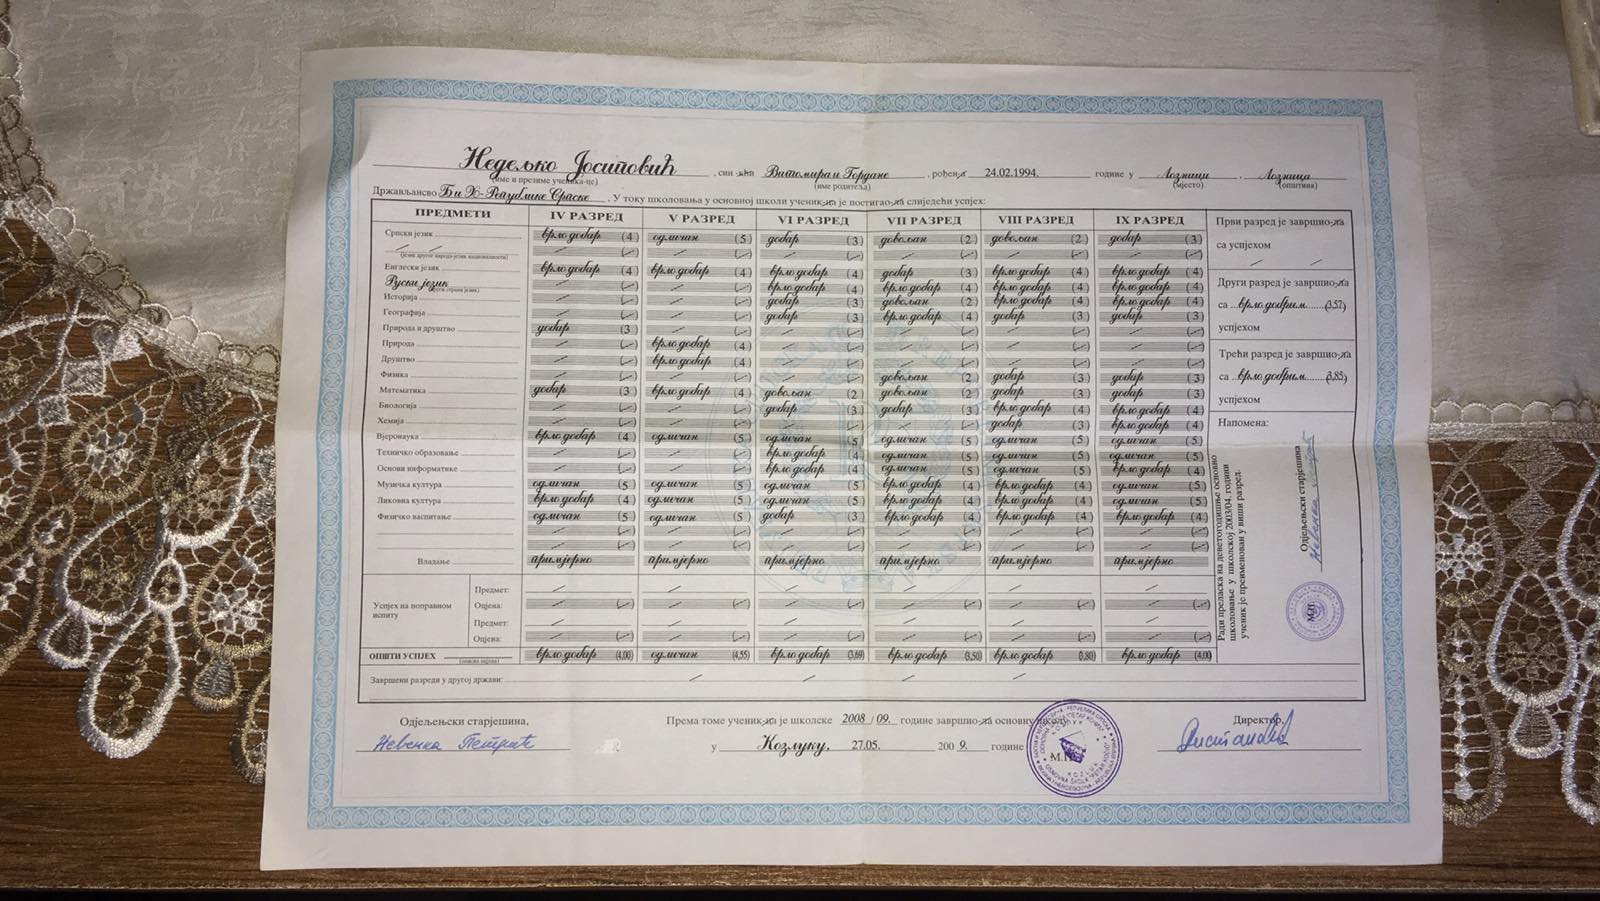 Недељко Јосиповић , син кћи Витомира и Гордане , рођена 24.02.1994. године у Лозници , Лозница
(име и презиме ученика-це) (име родитеља) (мјесто) (општина)
Држављанство БиХ-Републике Српске . У току школовања у основној школи ученик-на је постигао-ла слиједећи успјех:
ПРЕДМЕТИ IV РАЗРЕД V РАЗРЕД VI РАЗРЕД VII РАЗРЕД VIII РАЗРЕД IX РАЗРЕД
Српски језик врло добар (4) одличан (5) добар (3) довољан (2) довољан (2) добар (3)
(језик другог народа-језик националности)
Енглески језик врло добар (4) врло добар (4) врло добар (4) добар (3) врло добар (4) врло добар (4)
Руски језик / / врло добар (4) врло добар (4) врло добар (4) врло добар (4)
(други страни језик)
Историја / / добар (3) довољан (2) врло добар (4) врло добар (4)
Географија / / добар (3) врло добар (4) добар (3) добар (3)
Природа и друштво добар (3) / / / / /
Природа / врло добар (4) / / / /
Друштво / врло добар (4) / / / /
Физика / / / довољан (2) добар (3) добар (3)
Математика добар (3) врло добар (4) довољан (2) довољан (2) добар (3) добар (3)
Биологија / / добар (3) добар (3) врло добар (4) врло добар (4)
Хемија / / / / добар (3) врло добар (4)
Вјеронаука врло добар (4) одличан (5) одличан (5) одличан (5) одличан (5) одличан (5)
Техничко образовање / / врло добар (4) одличан (5) одличан (5) одличан (5)
Основи информатике / / врло добар (4) одличан (5) одличан (5) врло добар (4)
Музичка култура одличан (5) одличан (5) одличан (5) врло добар (4) врло добар (4) одличан (5)
Ликовна култура врло добар (4) одличан (5) одличан (5) врло добар (4) врло добар (4) одличан (5)
Физичко васпитање одличан (5) одличан (5) добар (3) врло добар (4) врло добар (4) врло добар (4)
Владање примјерно примјерно примјерно примјерно примјерно примјерно
Успјех на поправном испиту
Предмет:
Оцјена:
Предмет:
Оцјена:
ОПШТИ УСПЈЕХ врло добар (4,00) одличан (4,55) врло добар (3,69) врло добар (3,50) врло добар (3,80) врло добар (4,00)
(описна оцјена)
Завршени разреди у другој држави:
Први разред је завршио-ла
са успјехом
Други разред је завршио-ла
са врло добрим (3,57)
успјехом
Трећи разред је завршио-ла
са врло добрим (3,85)
успјехом
Напомена:
Ради преласка на деветогодишње основно
школовање у школској 2003/04. години
ученик је преименован у виши разред.
Одјељенски старјешина
М.П.
Одјељенски старјешина, Према томе ученик-на је школске 2008/09. године завршио-ла основну школу Директор,
Невенка Петрић у Козлуку, 27.05. 2009. године М.П.